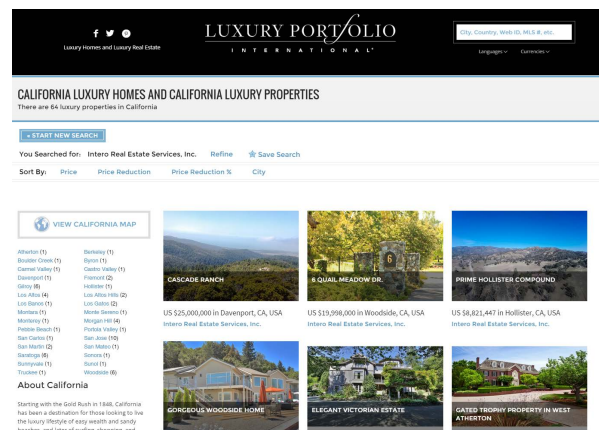 LUXURY PORTFOLIO
INTERNATIONAL
Luxury Homes and Luxury Real Estate
City, Country, Web ID, MLS #, etc.
Languages
Currencies
CALIFORNIA LUXURY HOMES AND CALIFORNIA LUXURY PROPERTIES
There are 64 luxury properties in California
« START NEW SEARCH
You Searched for: Intero Real Estate Services, Inc. Refine Save Search
Sort By: Price Price Reduction Price Reduction % City
VIEW CALIFORNIA MAP
Atherton (1) Berkeley (1)
Boulder Creek (1) Byron (1)
Carmel Valley (1) Castro Valley (1)
Davenport (1) Fremont (2)
Gilroy (6) Hollister (1)
Los Altos (4) Los Altos Hills (2)
Los Banos (1) Los Gatos (2)
Montara (1) Monte Sereno (1)
Monterey (1) Morgan Hill (4)
Pebble Beach (1) Portola Valley (1)
San Carlos (1) San Jose (10)
San Martin (2) San Mateo (1)
Saratoga (6) Sonora (1)
Sunnyvale (1) Sunol (1)
Truckee (1) Woodside (6)
About California
Starting with the Gold Rush in 1848, California
has been a destination for those looking to live
the luxury lifestyle of easy wealth and sandy
CASCADE RANCH
US $25,000,000 in Davenport, CA, USA
Intero Real Estate Services, Inc.
6
6 QUAIL MEADOW DR.
US $19,998,000 in Woodside, CA, USA
Intero Real Estate Services, Inc.
PRIME HOLLISTER COMPOUND
US $8,821,447 in Hollister, CA, USA
Intero Real Estate Services, Inc.
GORGEOUS WOODSIDE HOME
ELEGANT VICTORIAN ESTATE
GATED TROPHY PROPERTY IN WEST
ATHERTON